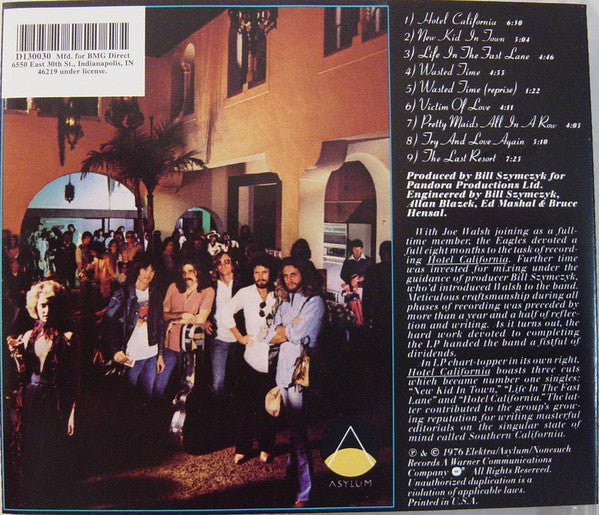 D130030 Mfd. for BMG Direct
6550 East 30th St., Indianapolis, IN
46219 under license.
1) Hotel California 6:30
2) New Kid In Town 5:04
3) Life In The Fast Lane 4:46
4) Wasted Time 4:55
5) Wasted Time (reprise) 1:22
6) Victim Of Love 4:11
7) Pretty Maids All In A Row 4:05
8) Try And Love Again 5:10
9) The Last Resort 7:25
Produced by Bill Szymczyk for
Pandora Productions Ltd.
Engineered by Bill Szymczyk,
Allan Blazek, Ed Mashal & Bruce
Hensal.
With Joe Walsh joining as a full-
time member, the Eagles devoted a
full eight months to the task of record-
ing Hotel California. Further time
was invested for mixing under the
guidance of producer Bill Szymczyk,
who'd introduced Walsh to the band.
Meticulous craftsmanship during all
phases of recording was preceded by
more than a year and a half of reflec-
tion and writing. As it turns out, the
hard work devoted to completing
the LP handed the band a fistful of
dividends.
An LP chart-topper in its own right,
Hotel California boasts three cuts
which became number one singles:
"New Kid In Town," "Life In The Fast
Lane" and "Hotel California." The lat-
ter contributed to the group's grow-
ing reputation for writing masterful
editorials on the singular state of
mind called Southern California.
℗ & © 1976 Elektra/Asylum/Nonesuch
Records A Warner Communications
Company All Rights Reserved.
Unauthorized duplication is a
violation of applicable laws.
Printed in U.S.A.
ASYLUM